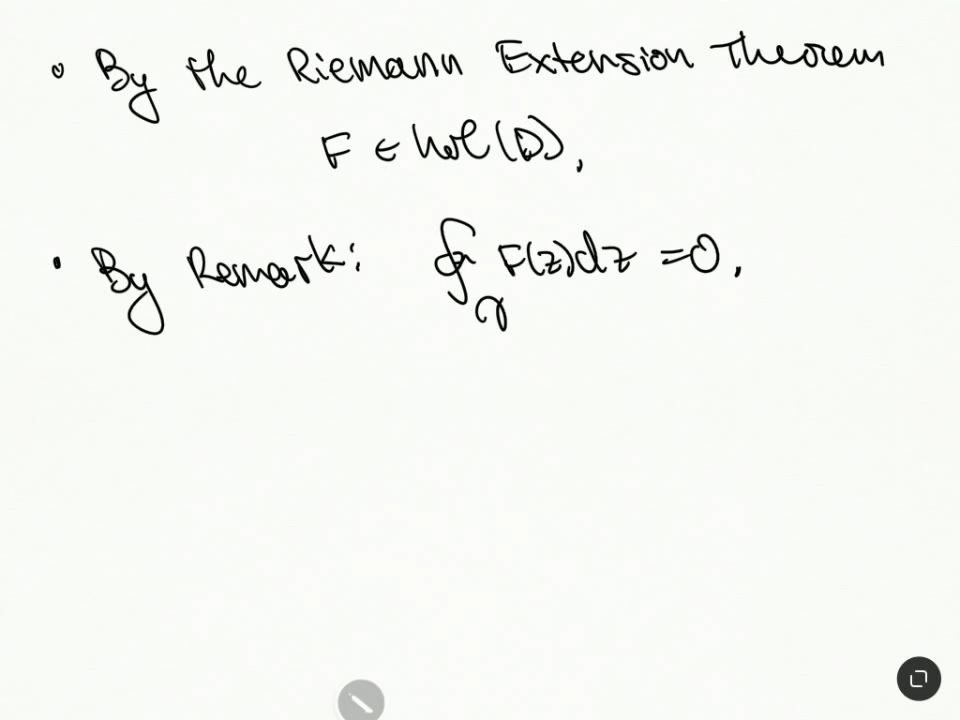 • By the Riemann Extension Theorem
F ∈ hol(D),
• By Remark: ∮_γ F(z)dz = 0.